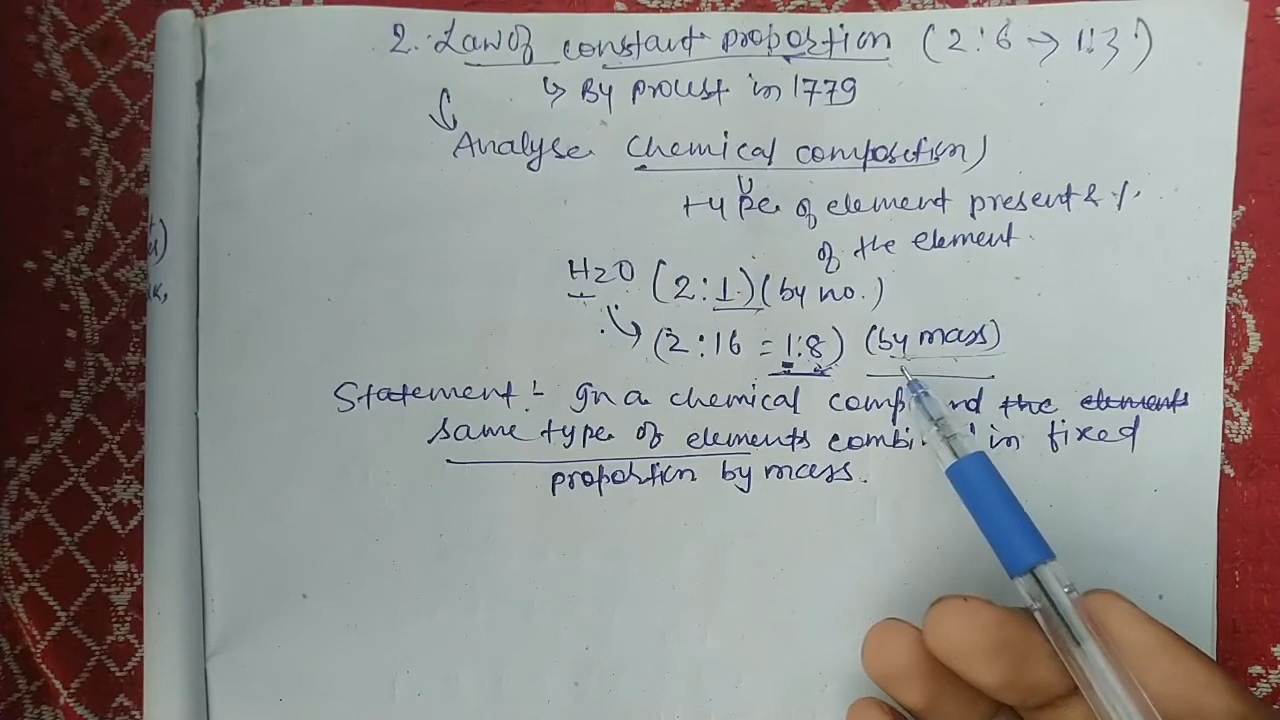 2. Law of constant proportion (2:6 → 1:3)
↳ By proust in 1779
Analyse chemical composition)
type of element present & %.
of the element.
H2O (2:1) (by no.)
(2:16 = 1:8) (by mass)
Statement:- In a chemical the elements
same type of elements in fixed
proportion by mass.